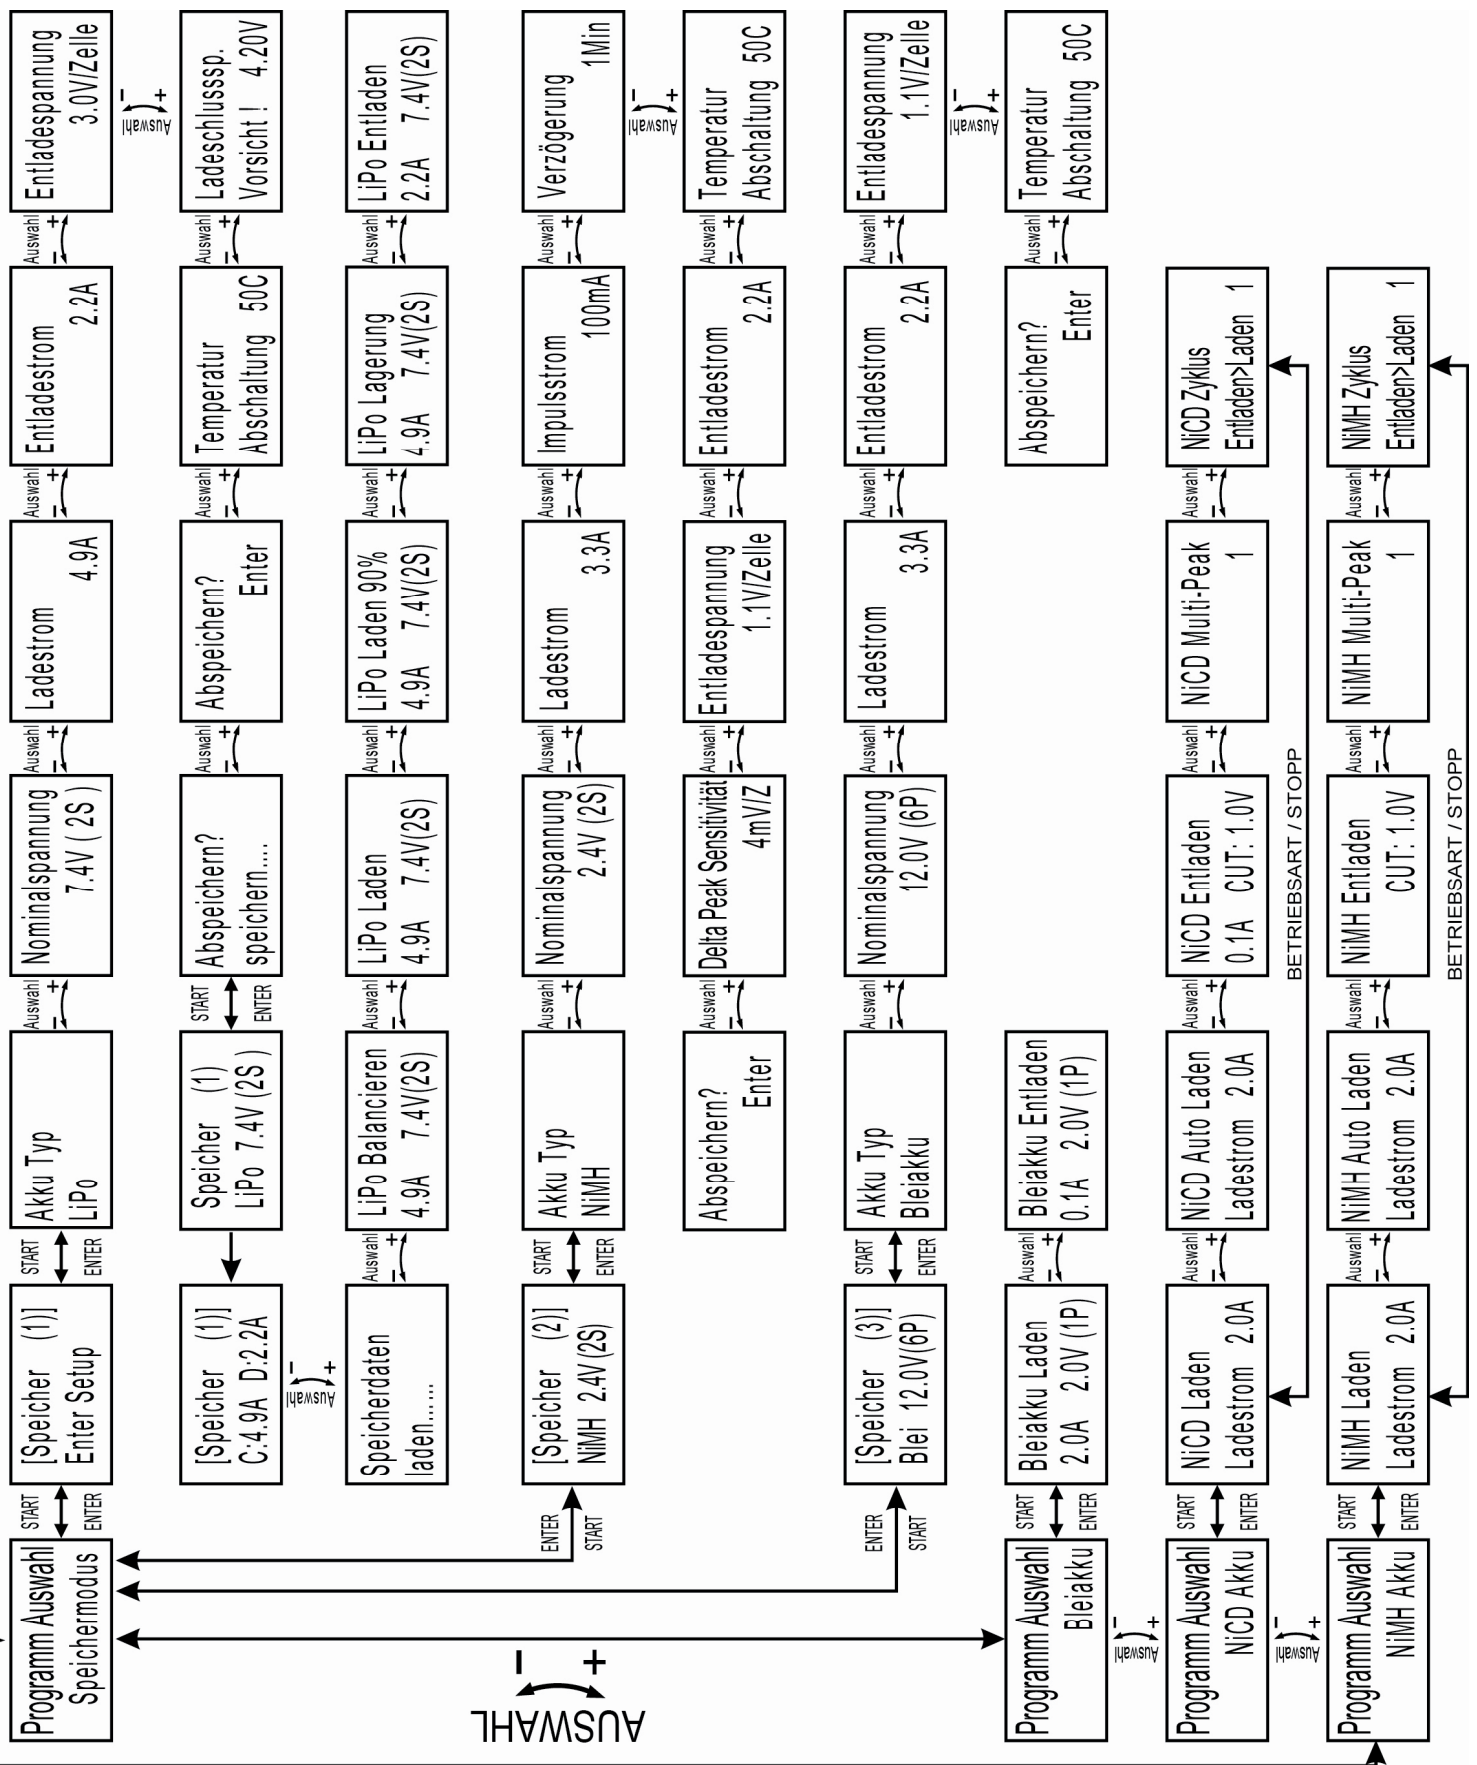 Programm Auswahl
Speichermodus
START
ENTER
[Speicher (1)]
Enter Setup
START
ENTER
Akku Typ
LiPo
Auswahl
– +
Nominalspannung
7.4V ( 2S )
Auswahl
– +
Ladestrom
4.9A
Auswahl
– +
Entladestrom
2.2A
Auswahl
– +
Entladespannung
3.0V/Zelle
Auswahl
– +
[Speicher (1)]
C:4.9A D:2.2A
Speicher (1)
LiPo 7.4V (2S)
START
ENTER
Abspeichern?
speichern.....
Abspeichern?
Enter
Auswahl
– +
Temperatur
Abschaltung 50C
Auswahl
– +
Ladeschlusssp.
Vorsicht ! 4.20V
Auswahl
– +
Speicherdaten
laden......
Auswahl
– +
LiPo Balancieren
4.9A 7.4V(2S)
Auswahl
– +
LiPo Laden
4.9A 7.4V(2S)
Auswahl
– +
LiPo Laden 90%
4.9A 7.4V(2S)
Auswahl
– +
LiPo Lagerung
4.9A 7.4V(2S)
Auswahl
– +
LiPo Entladen
2.2A 7.4V(2S)
ENTER
START
[Speicher (2)]
NiMH 2.4V (2S)
START
ENTER
Akku Typ
NiMH
Auswahl
– +
Nominalspannung
2.4V (2S)
Auswahl
– +
Ladestrom
3.3A
Auswahl
– +
Impulsstrom
100mA
Auswahl
– +
Verzögerung
1Min
Auswahl
– +
AUSWAHL
– +
Abspeichern?
Enter
Auswahl
– +
Delta Peak Sensitivität
4mV/Z
Auswahl
– +
Entladespannung
1.1V/Zelle
Auswahl
– +
Entladestrom
2.2A
Auswahl
– +
Temperatur
Abschaltung 50C
ENTER
START
[Speicher (3)]
Blei 12.0V(6P)
START
ENTER
Akku Typ
Bleiakku
Auswahl
– +
Nominalspannung
12.0V (6P)
Auswahl
– +
Ladestrom
3.3A
Auswahl
– +
Entladestrom
2.2A
Auswahl
– +
Entladespannung
1.1V/Zelle
Auswahl
– +
Programm Auswahl
Bleiakku
START
ENTER
Bleiakku Laden
2.0A 2.0V (1P)
Auswahl
– +
Bleiakku Entladen
0.1A 2.0V (1P)
Abspeichern?
Enter
Auswahl
– +
Temperatur
Abschaltung 50C
Auswahl
– +
Programm Auswahl
NiCD Akku
START
ENTER
NiCD Laden
Ladestrom 2.0A
Auswahl
– +
NiCD Auto Laden
Ladestrom 2.0A
Auswahl
– +
NiCD Entladen
0.1A CUT: 1.0V
Auswahl
– +
NiCD Multi-Peak
1
Auswahl
– +
NiCD Zyklus
Entladen>Laden 1
BETRIEBSART / STOPP
Auswahl
– +
Programm Auswahl
NiMH Akku
START
ENTER
NiMH Laden
Ladestrom 2.0A
Auswahl
– +
NiMH Auto Laden
Ladestrom 2.0A
Auswahl
– +
NiMH Entladen
CUT: 1.0V
Auswahl
– +
NiMH Multi-Peak
1
Auswahl
– +
NiMH Zyklus
Entladen>Laden 1
BETRIEBSART / STOPP